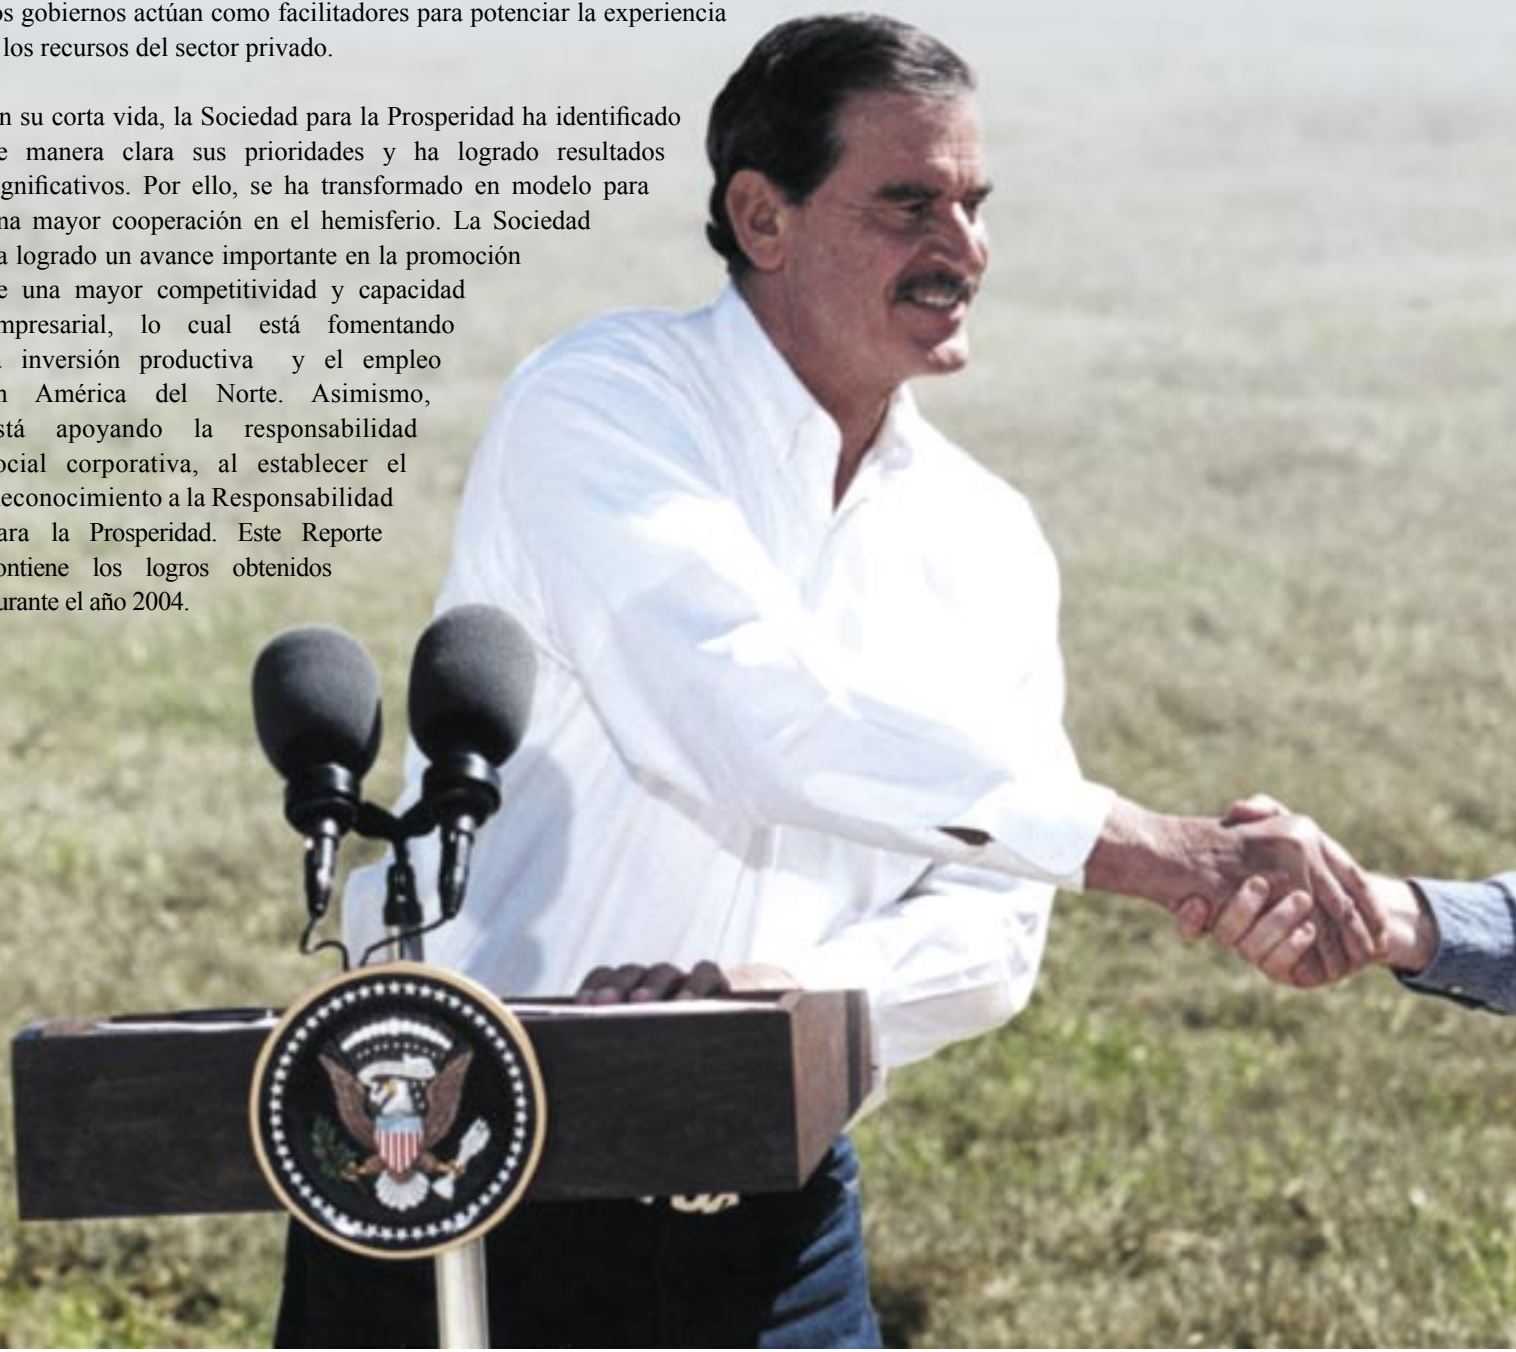 os gobiernos actúan como facilitadores para potenciar la experiencia
los recursos del sector privado.
n su corta vida, la Sociedad para la Prosperidad ha identificado
e manera clara sus prioridades y ha logrado resultados
gnificativos. Por ello, se ha transformado en modelo para
na mayor cooperación en el hemisferio. La Sociedad
a logrado un avance importante en la promoción
e una mayor competitividad y capacidad
mpresarial, lo cual está fomentando
inversión productiva y el empleo
n América del Norte. Asimismo,
stá apoyando la responsabilidad
ocial corporativa, al establecer el
econocimiento a la Responsabilidad
ara la Prosperidad. Este Reporte
ontiene los logros obtenidos
urante el año 2004.